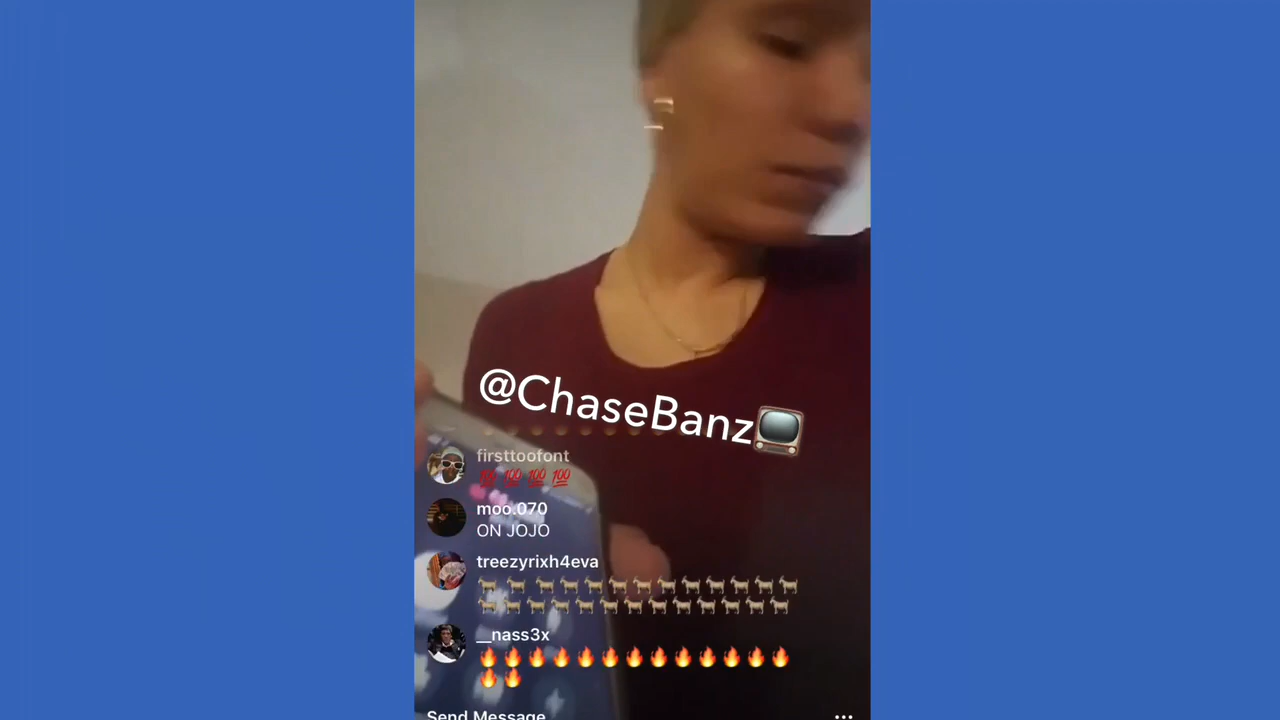 @ChaseBanz
firsttoofont
💯 💯 💯 💯
moo.070
ON JOJO
treezyrixh4eva
🐐 🐐 🐐 🐐 🐐 🐐 🐐 🐐 🐐 🐐 🐐 🐐 🐐
🐐 🐐 🐐 🐐 🐐 🐐 🐐 🐐 🐐 🐐 🐐 🐐 🐐
__nass3x
🔥 🔥 🔥 🔥 🔥 🔥 🔥 🔥 🔥 🔥 🔥 🔥 🔥
🔥 🔥
Send Message